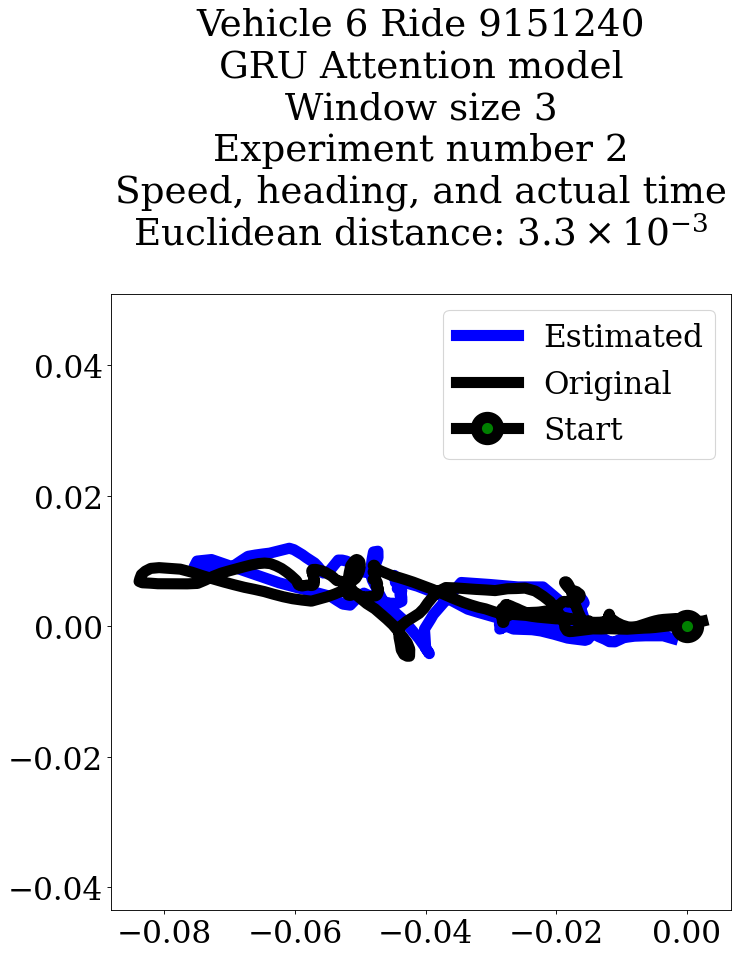 Vehicle 6 Ride 9151240
GRU Attention model
Window size 3
Experiment number 2
Speed, heading, and actual time
Euclidean distance: 3.3 × 10⁻³
Estimated
Original
Start
0.04
0.02
0.00
−0.02
−0.04
−0.08 −0.06 −0.04 −0.02 0.00